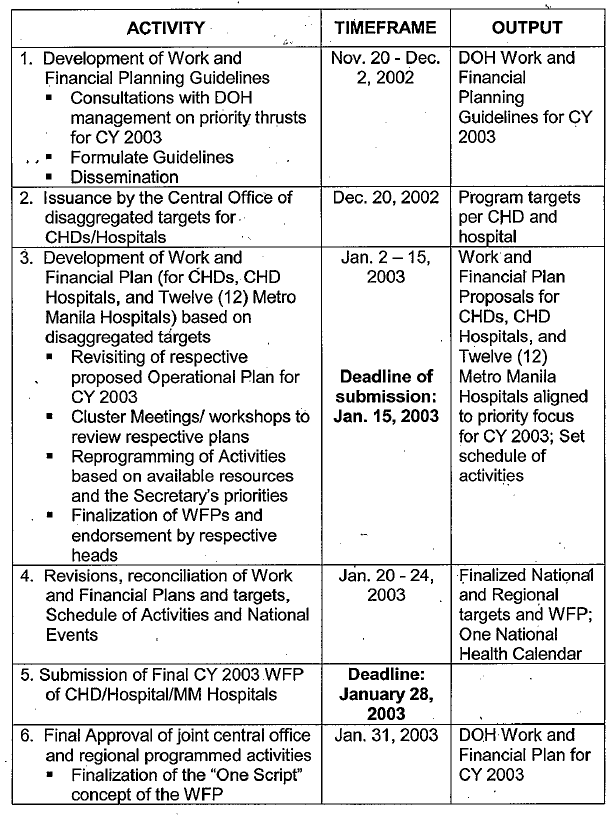 ACTIVITY
TIMEFRAME
OUTPUT
1. Development of Work and
Financial Planning Guidelines
▪ Consultations with DOH
management on priority thrusts
for CY 2003
▪ Formulate Guidelines
▪ Dissemination
Nov. 20 - Dec.
2, 2002
DOH Work and
Financial
Planning
Guidelines for CY
2003
2. Issuance by the Central Office of
disaggregated targets for
CHDs/Hospitals
Dec. 20, 2002
Program targets
per CHD and
hospital
3. Development of Work and
Financial Plan (for CHDs, CHD
Hospitals, and Twelve (12) Metro
Manila Hospitals) based on
disaggregated targets
▪ Revisiting of respective
proposed Operational Plan for
CY 2003
▪ Cluster Meetings/ workshops to
review respective plans
▪ Reprogramming of Activities
based on available resources
and the Secretary's priorities
▪ Finalization of WFPs and
endorsement by respective
heads
Jan. 2 – 15,
2003
Deadline of
submission:
Jan. 15, 2003
Work and
Financial Plan
Proposals for
CHDs, CHD
Hospitals, and
Twelve (12)
Metro Manila
Hospitals aligned
to priority focus
for CY 2003; Set
schedule of
activities
4. Revisions, reconciliation of Work
and Financial Plans and targets,
Schedule of Activities and National
Events
Jan. 20 - 24,
2003
Finalized National
and Regional
targets and WFP;
One National
Health Calendar
5. Submission of Final CY 2003 WFP
of CHD/Hospital/MM Hospitals
Deadline:
January 28,
2003
6. Final Approval of joint central office
and regional programmed activities
▪ Finalization of the "One Script"
concept of the WFP
Jan. 31, 2003
DOH Work and
Financial Plan for
CY 2003